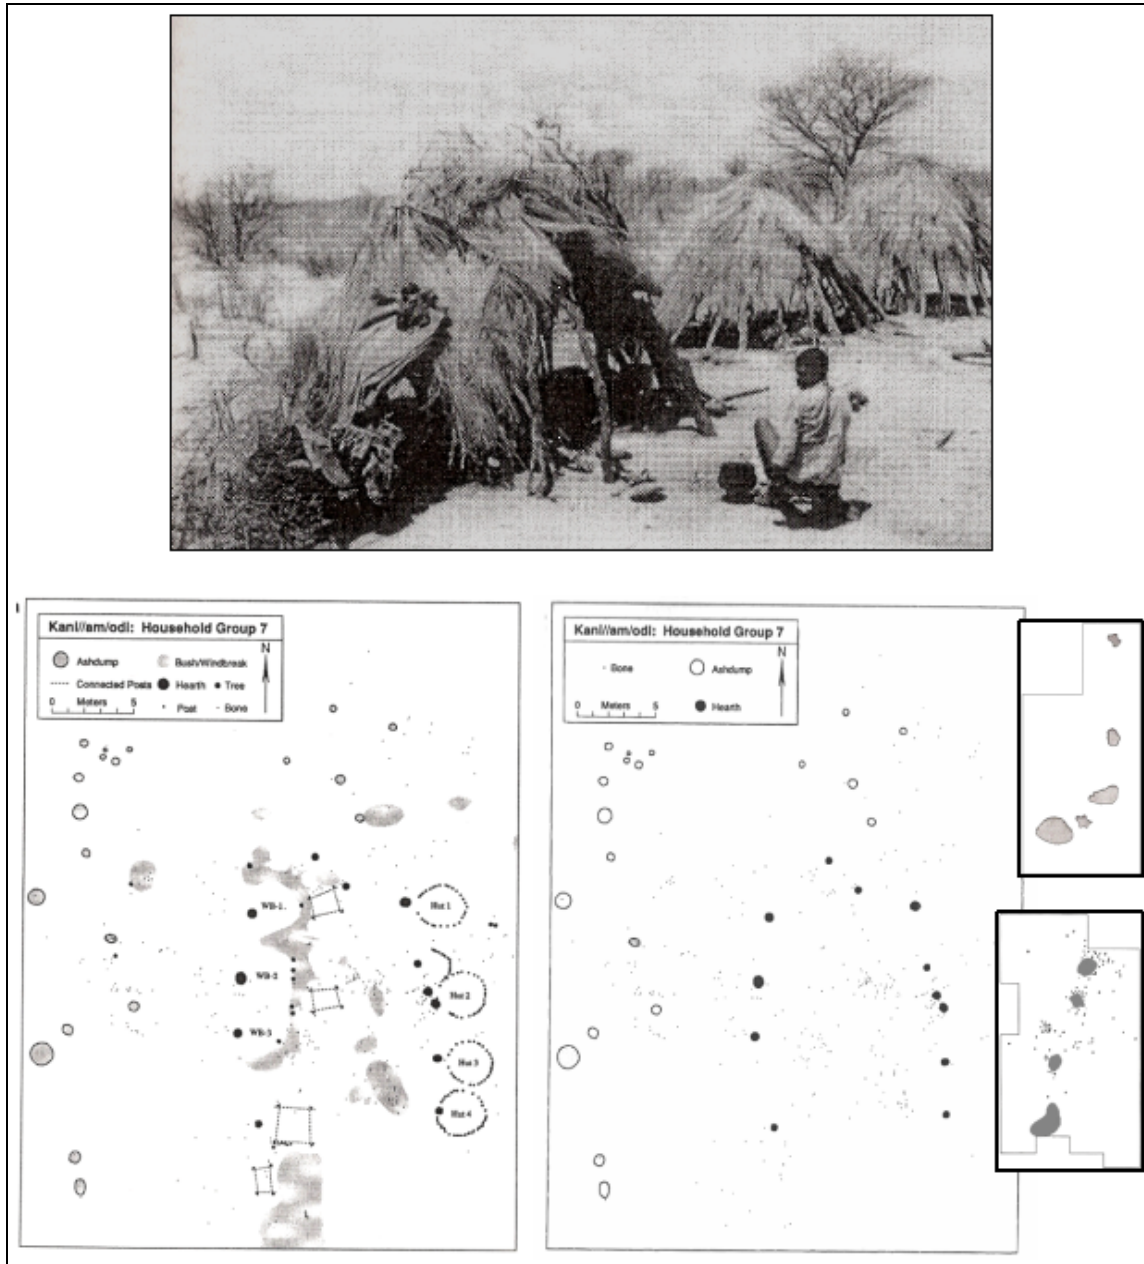 Kanl//am/odi: Household Group 7
N
Ashdump
Bush/Windbreak
Connected Posts
Hearth
Tree
0 Meters 5
Post
Bone
WB-1
Hut 1
WB-2
Hut 2
WB-3
Hut 3
Hut 4
Kanl//am/odi: Household Group 7
N
Bone
Ashdump
0 Meters 5
Hearth